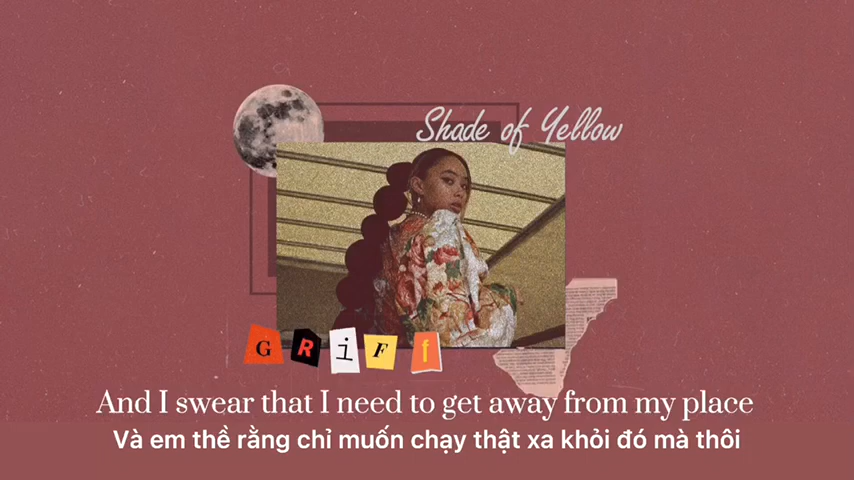 Shade of Yellow
GRiFf
And I swear that I need to get away from my place
Và em thề rằng chỉ muốn chạy thật xa khỏi đó mà thôi